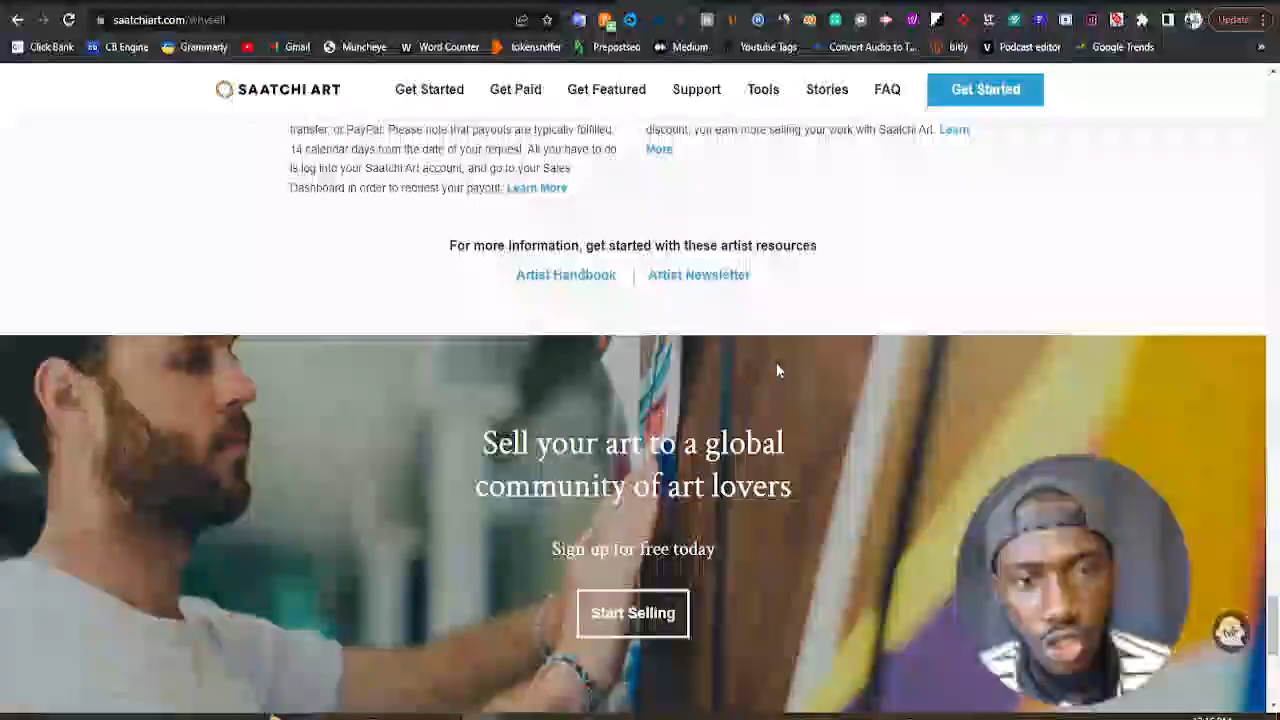 saatchiart.com/whysell
Update
Click Bank CB Engine Grammarly Gmail Muncheye Word Counter tokensniffer Prepostseo Medium Youtube Tags Convert Audio to T... bitly Podcast editor Google Trends »
SAATCHI ART Get Started Get Paid Get Featured Support Tools Stories FAQ Get Started
transfer, or PayPal. Please note that payouts are typically fulfilled
14 calendar days from the date of your request. All you have to do
is log into your Saatchi Art account, and go to your Sales
Dashboard in order to request your payout. Learn More
discount, you earn more selling your work with Saatchi Art. Learn
More
For more information, get started with these artist resources
Artist Handbook | Artist Newsletter
Sell your art to a global
community of art lovers
Sign up for free today
Start Selling